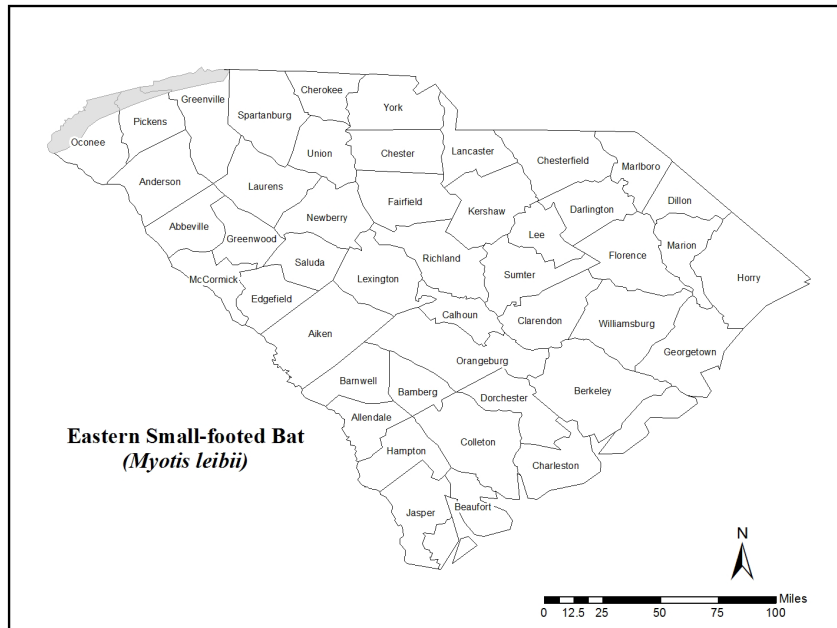 Cherokee
York
Greenville
Spartanburg
Pickens
Oconee
Union
Chester
Lancaster
Chesterfield
Marlboro
Anderson
Laurens
Fairfield
Kershaw
Darlington
Dillon
Newberry
Abbeville
Greenwood
Lee
Marion
Saluda
Richland
Florence
McCormick
Lexington
Sumter
Horry
Edgefield
Calhoun
Clarendon
Williamsburg
Aiken
Georgetown
Orangeburg
Barnwell
Bamberg
Dorchester
Berkeley
Allendale
Eastern Small-footed Bat
(Myotis leibii)
Hampton
Colleton
Charleston
Jasper
Beaufort
N
Miles
0 12.5 25 50 75 100